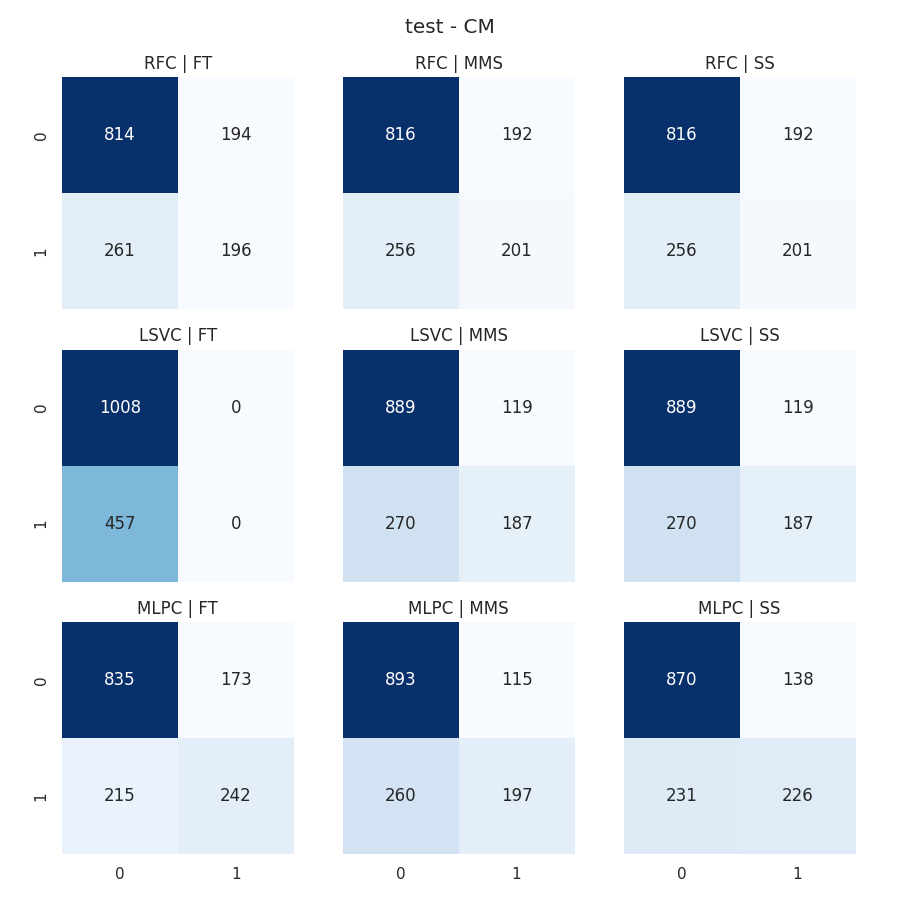 test - CM
RFC | FT
RFC | MMS
RFC | SS
0
814 194
816 192
816 192
1
261 196
256 201
256 201
LSVC | FT
LSVC | MMS
LSVC | SS
0
1008 0
889 119
889 119
1
457 0
270 187
270 187
MLPC | FT
MLPC | MMS
MLPC | SS
0
835 173
893 115
870 138
1
215 242
260 197
231 226
0 1
0 1
0 1